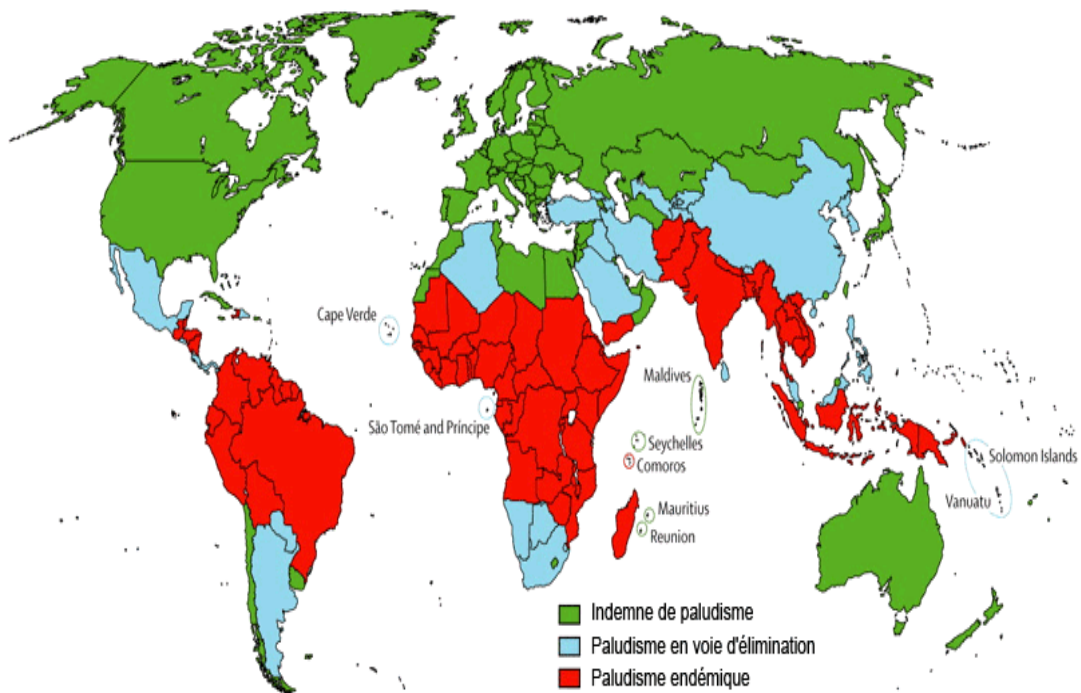 Cape Verde
São Tomé and Príncipe
Maldives
Seychelles
Comoros
Mauritius
Reunion
Solomon Islands
Vanuatu
Indemne de paludisme
Paludisme en voie d'élimination
Paludisme endémique